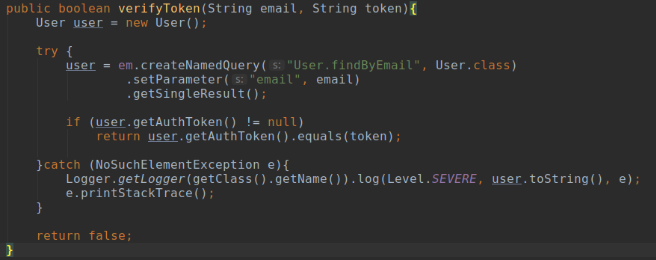 public boolean verifyToken(String email, String token){
    User user = new User();

    try {
        user = em.createNamedQuery( s: "User.findByEmail", User.class)
                .setParameter( s: "email", email)
                .getSingleResult();

        if (user.getAuthToken() != null)
            return user.getAuthToken().equals(token);

    }catch (NoSuchElementException e){
        Logger.getLogger(getClass().getName()).log(Level.SEVERE, user.toString(), e);
        e.printStackTrace();
    }

    return false;
}